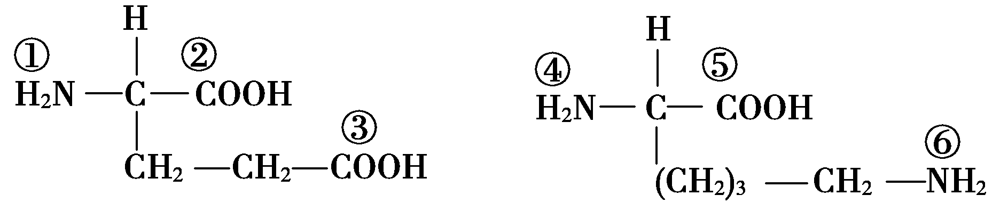 H H
① ② ④ ⑤
H₂N—C—COOH H₂N—C—COOH
③ ⑥
CH₂—CH₂—COOH (CH₂)₃—CH₂—NH₂